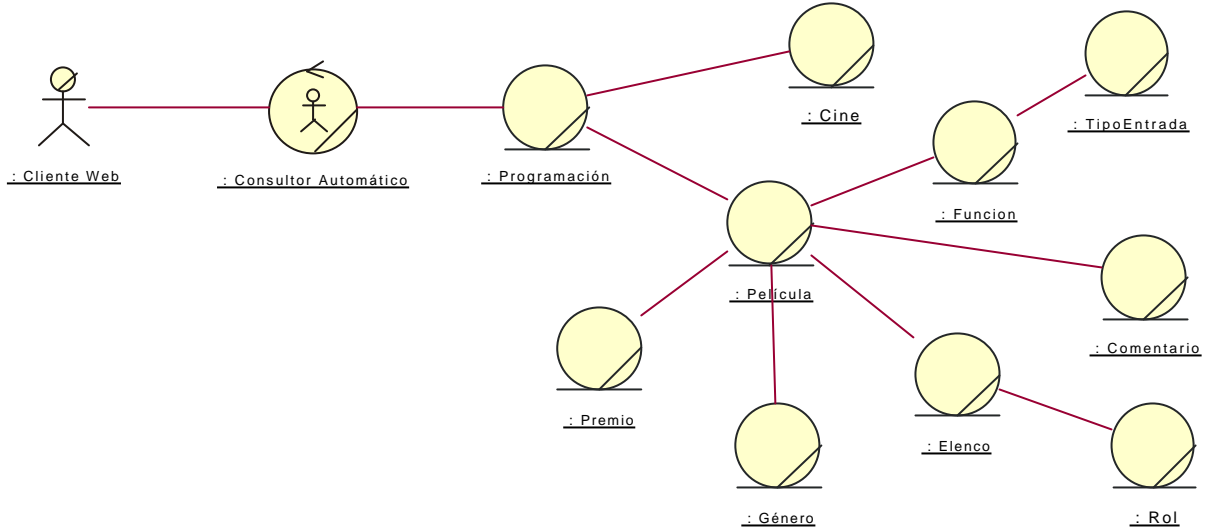 : Cine
: TipoEntrada
: Cliente Web
: Consultor Automático
: Programación
: Funcion
: Película
: Comentario
: Premio
: Elenco
: Género
: Rol